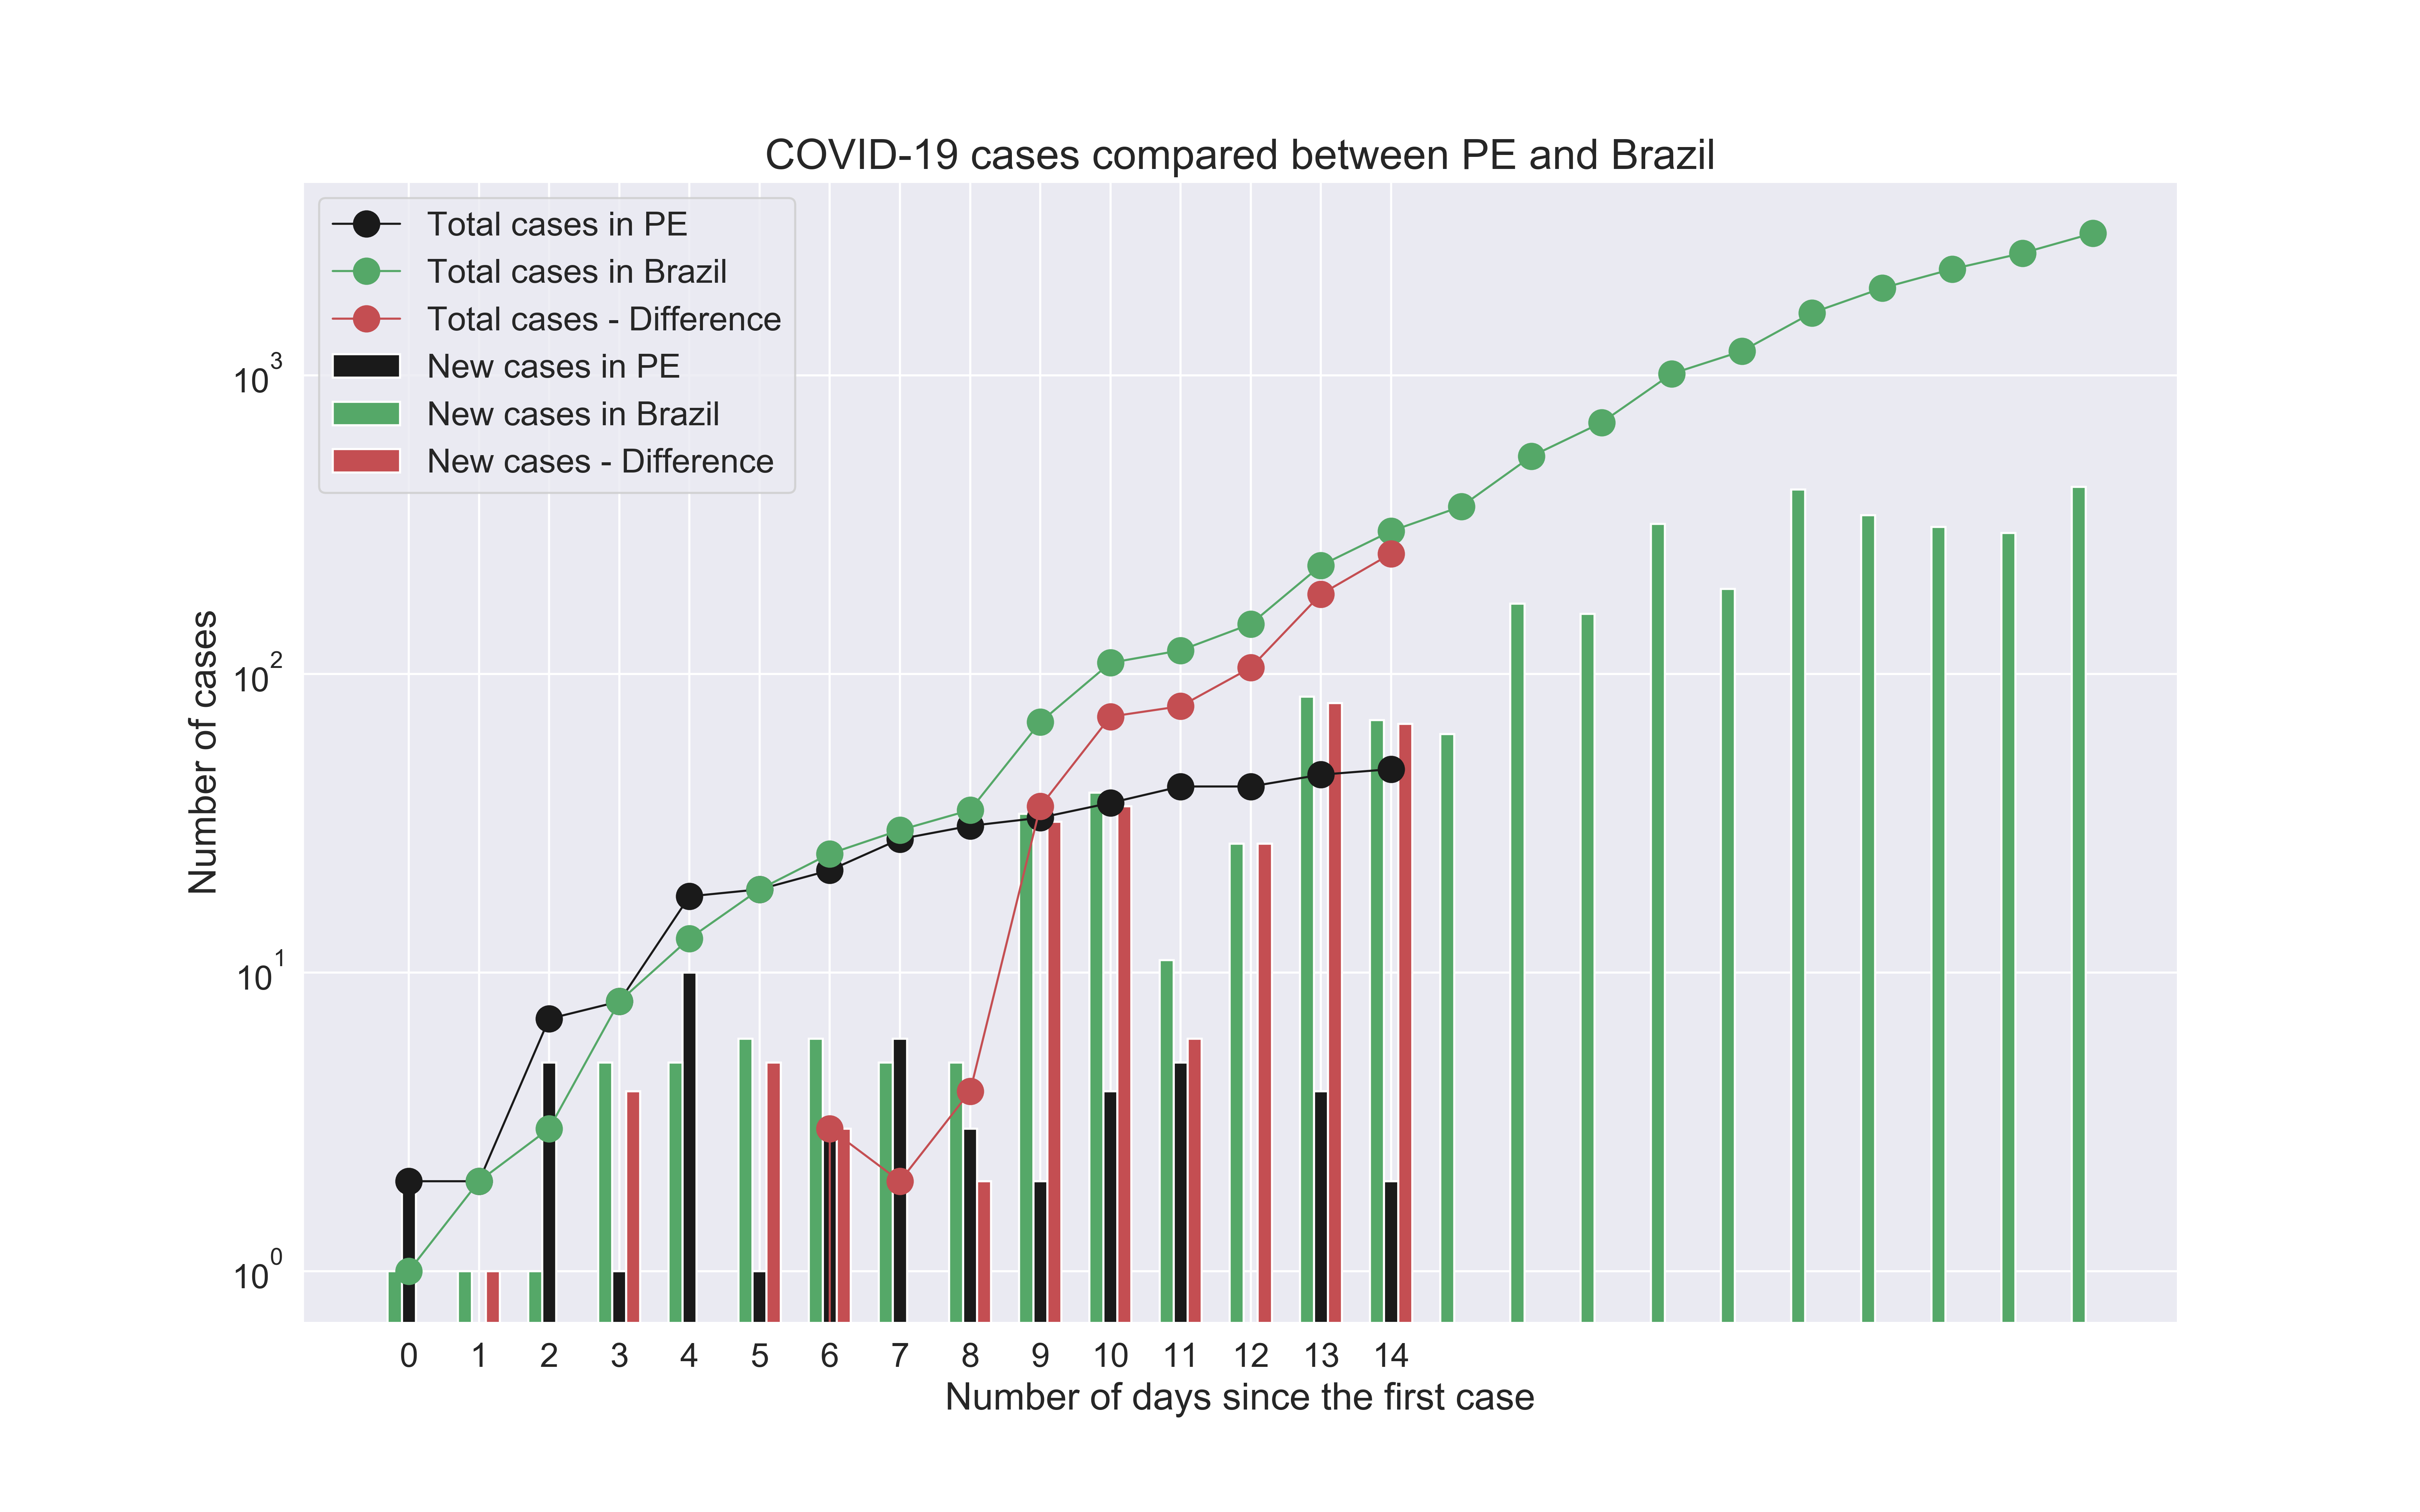 COVID-19 cases compared between PE and Brazil
Total cases in PE
Total cases in Brazil
Total cases - Difference
New cases in PE
New cases in Brazil
New cases - Difference
Number of cases
10^3
10^2
10^1
10^0
0 1 2 3 4 5 6 7 8 9 10 11 12 13 14
Number of days since the first case